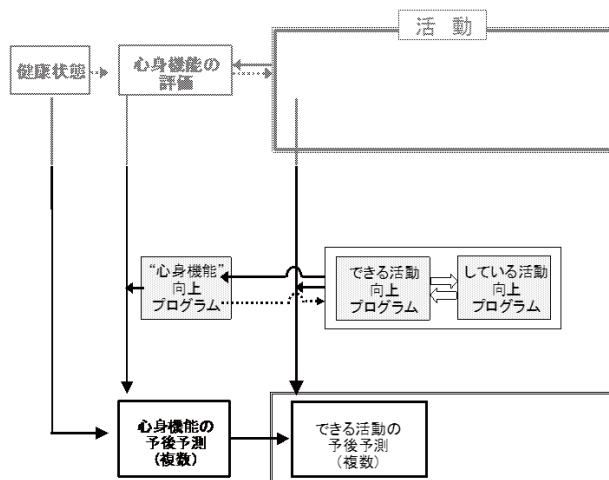 活 動
健康状態
心身機能の
評価
“心身機能”
向上
プログラム
できる活動
向上
プログラム
している活動
向上
プログラム
心身機能の
予後予測
(複数)
できる活動の
予後予測
(複数)